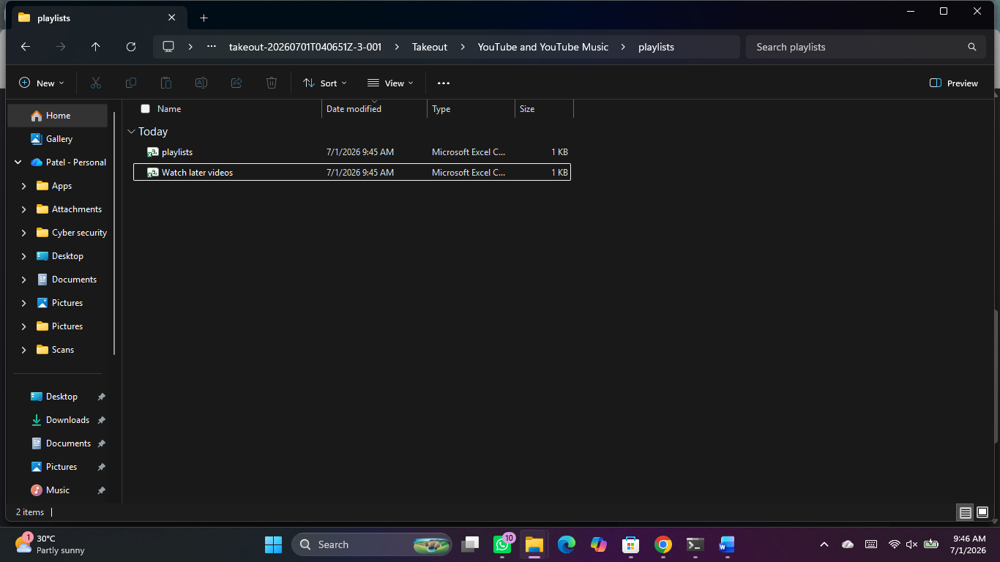 playlists
takeout-20260701T040651Z-3-001 Takeout YouTube and YouTube Music playlists
Search playlists
New
Sort
View
Preview
Name Date modified Type Size
Today
playlists 7/1/2026 9:45 AM Microsoft Excel C... 1 KB
Watch later videos 7/1/2026 9:45 AM Microsoft Excel C... 1 KB
Home
Gallery
Patel - Personal
Apps
Attachments
Cyber security
Desktop
Documents
Pictures
Pictures
Scans
Desktop
Downloads
Documents
Pictures
Music
2 items
1
30°C
Partly sunny
Search
10
9:46 AM
7/1/2026